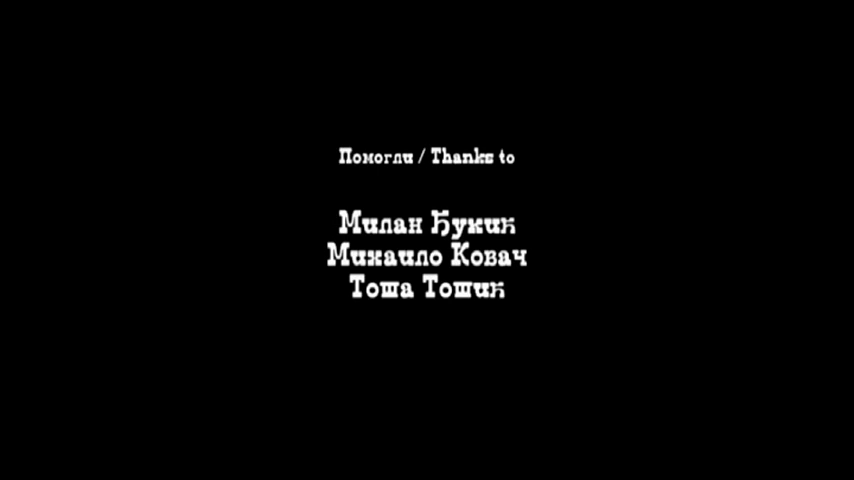 Помогли / Thanks to
Милан Ђукић
Михаило Ковач
Тоша Тошић